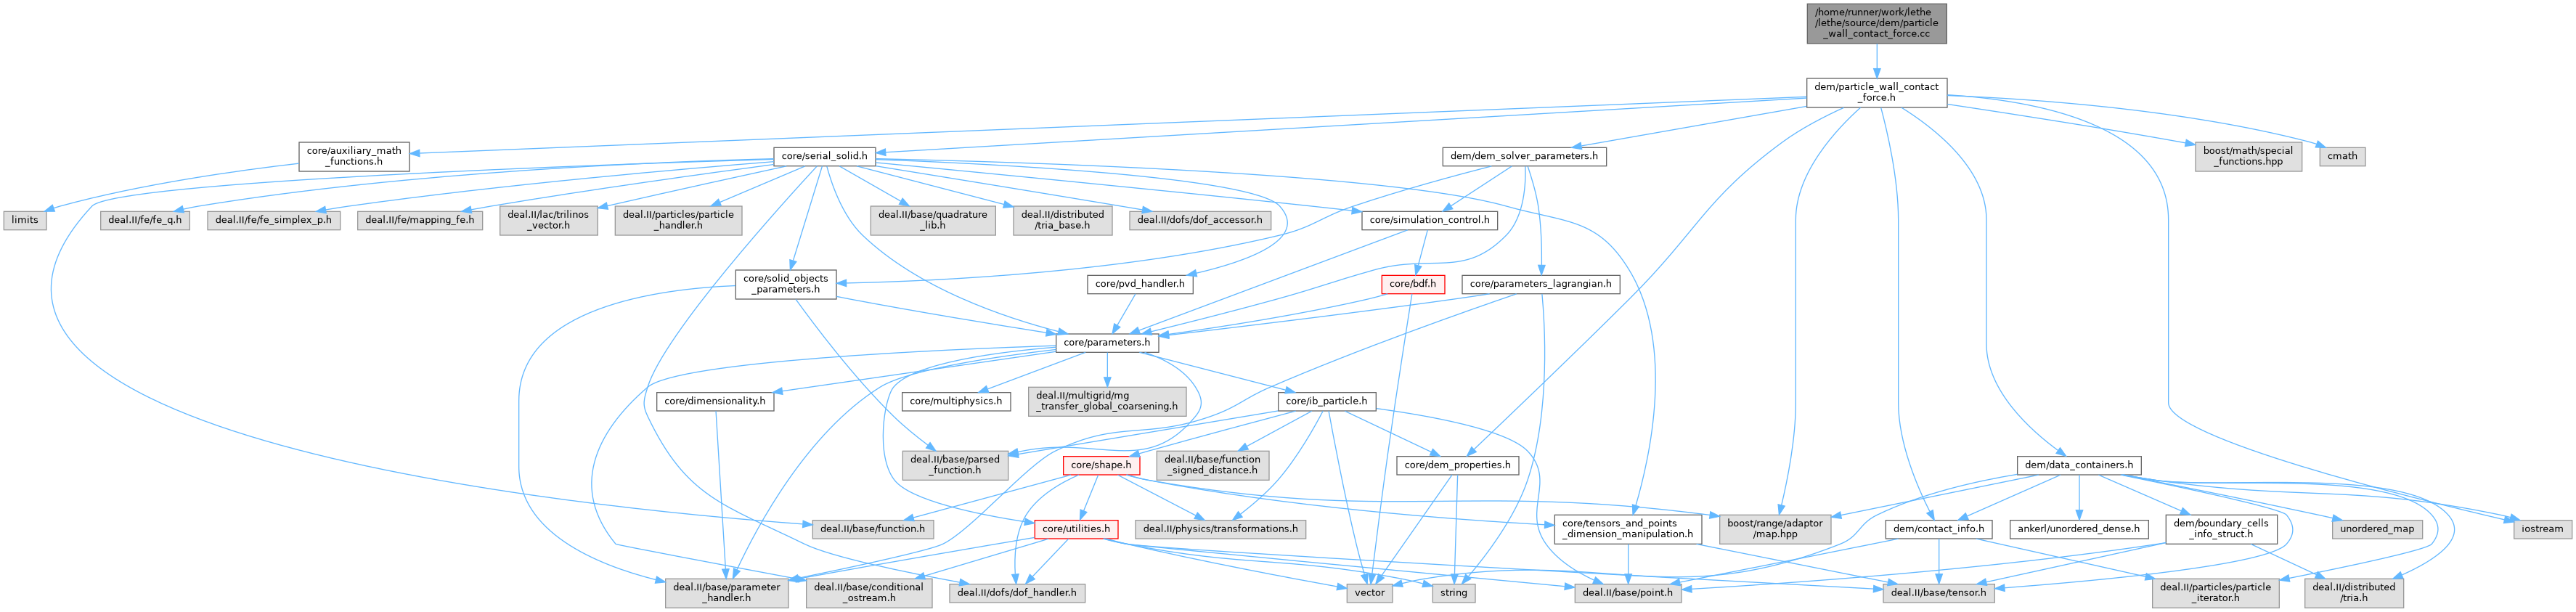 /home/runner/work/lethe
/lethe/source/dem/particle
_wall_contact_force.cc
dem/particle_wall_contact
_force.h
core/auxiliary_math
_functions.h
core/serial_solid.h
dem/dem_solver_parameters.h
boost/math/special
_functions.hpp
cmath
limits
deal.II/fe/fe_q.h
deal.II/fe/fe_simplex_p.h
deal.II/fe/mapping_fe.h
deal.II/lac/trilinos
_vector.h
deal.II/particles/particle
_handler.h
deal.II/base/quadrature
_lib.h
deal.II/distributed
/tria_base.h
deal.II/dofs/dof_accessor.h
core/simulation_control.h
core/solid_objects
_parameters.h
core/pvd_handler.h
core/bdf.h
core/parameters_lagrangian.h
core/parameters.h
core/dimensionality.h
core/multiphysics.h
deal.II/multigrid/mg
_transfer_global_coarsening.h
core/ib_particle.h
deal.II/base/parsed
_function.h
core/shape.h
deal.II/base/function
_signed_distance.h
core/dem_properties.h
dem/data_containers.h
deal.II/base/function.h
core/utilities.h
deal.II/physics/transformations.h
core/tensors_and_points
_dimension_manipulation.h
boost/range/adaptor
/map.hpp
dem/contact_info.h
ankerl/unordered_dense.h
dem/boundary_cells
_info_struct.h
unordered_map
iostream
deal.II/base/parameter
_handler.h
deal.II/base/conditional
_ostream.h
deal.II/dofs/dof_handler.h
vector
string
deal.II/base/point.h
deal.II/base/tensor.h
deal.II/particles/particle
_iterator.h
deal.II/distributed
/tria.h